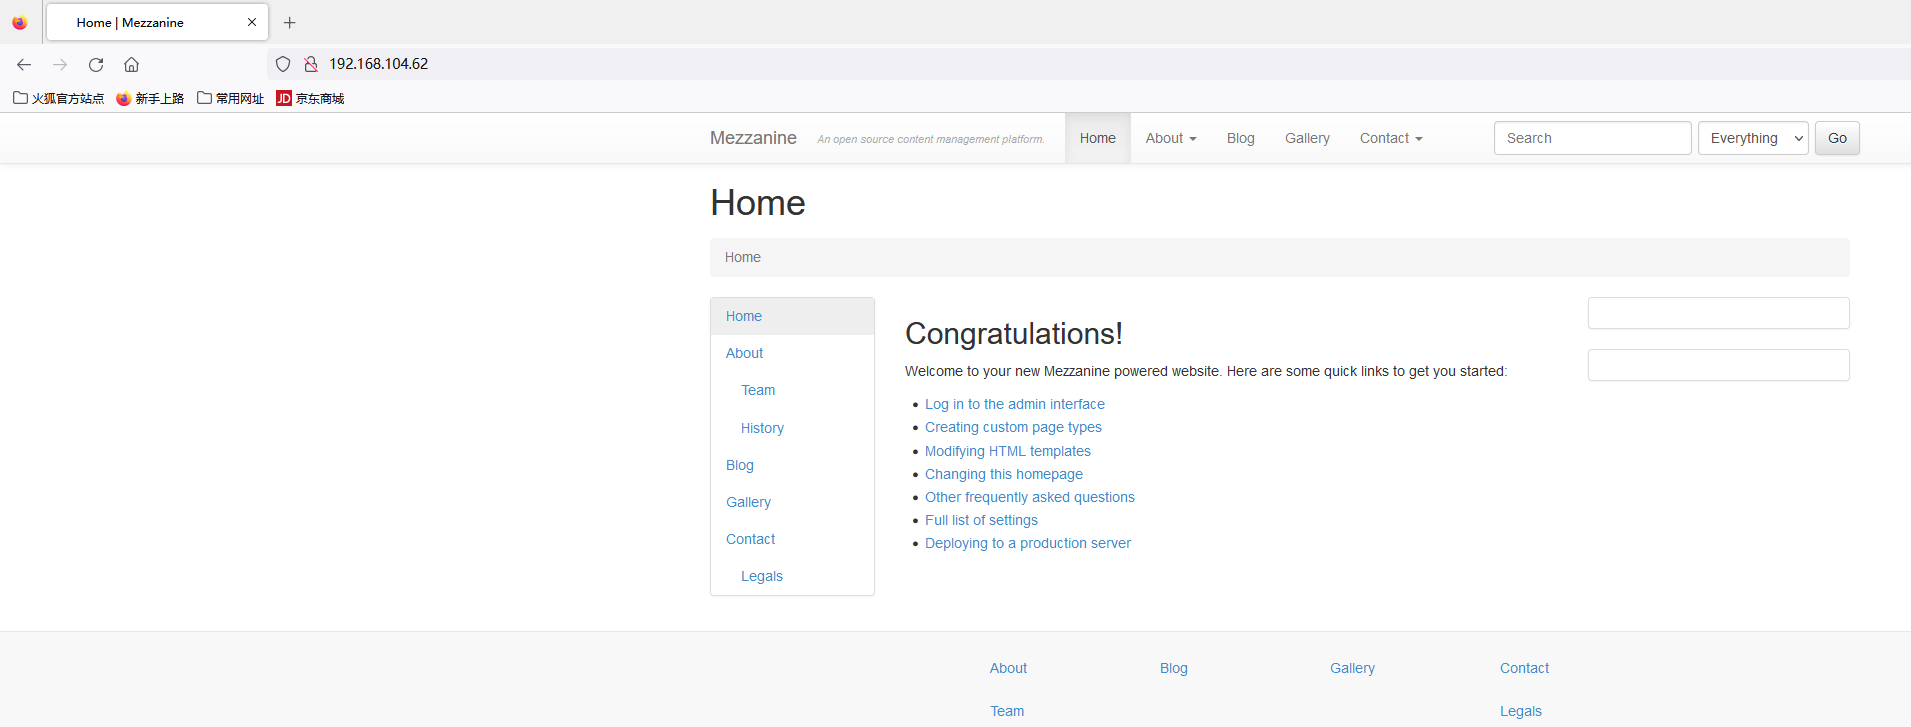 Home | Mezzanine
192.168.104.62
火狐官方站点 新手上路 常用网址 JD 京东商城
Mezzanine An open source content management platform. Home About Blog Gallery Contact Search Everything Go
Home
Home
Home
About
Team
History
Blog
Gallery
Contact
Legals
Congratulations!
Welcome to your new Mezzanine powered website. Here are some quick links to get you started:
Log in to the admin interface
Creating custom page types
Modifying HTML templates
Changing this homepage
Other frequently asked questions
Full list of settings
Deploying to a production server
About Blog Gallery Contact
Team Legals